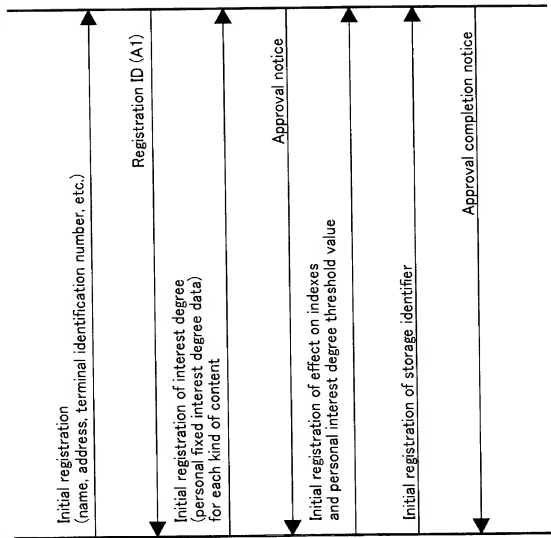 Initial registration
(name, address, terminal identification number, etc.)
Registration ID (A1)
Initial registration of interest degree
(personal fixed interest degree data)
for each kind of content
Approval notice
Initial registration of effect on indexes
and personal interest degree threshold value
Initial registration of storage identifier
Approval completion notice